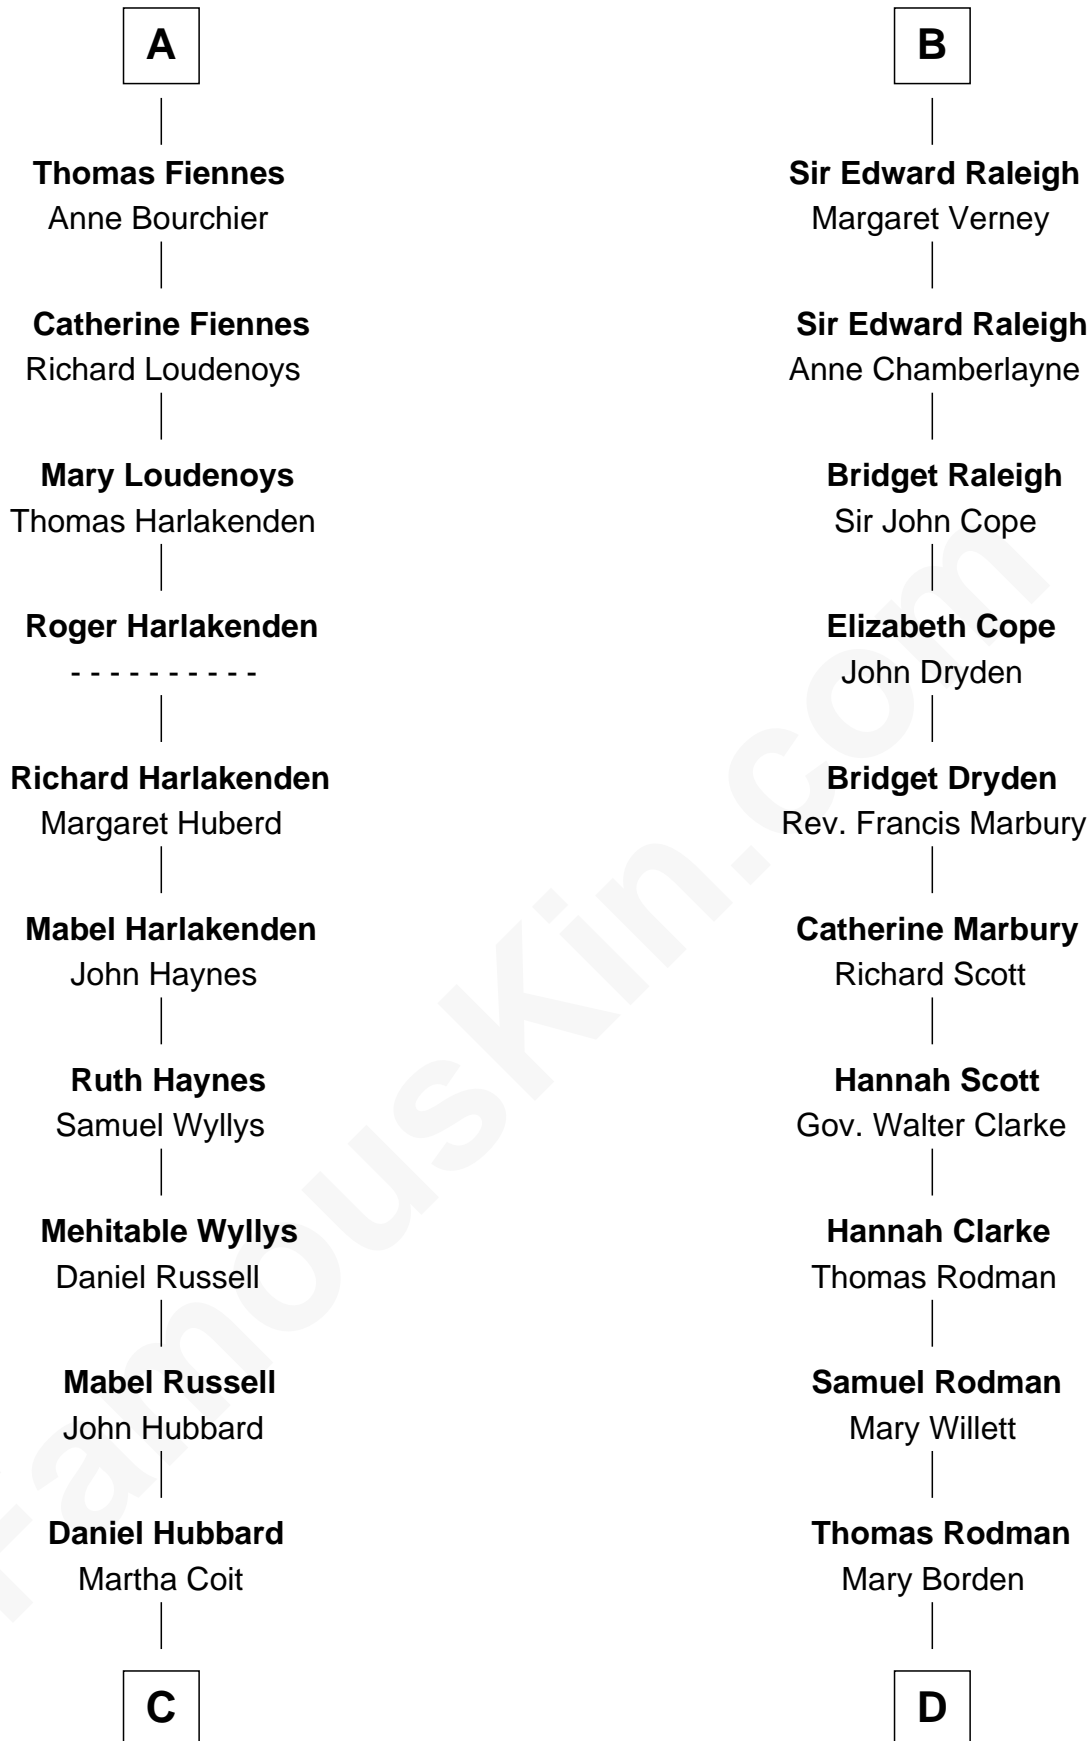 A
Thomas Fiennes
Anne Bourchier
Catherine Fiennes
Richard Loudenoys
Mary Loudenoys
Thomas Harlakenden
Roger Harlakenden
- - - - - - - - - -
Richard Harlakenden
Margaret Huberd
Mabel Harlakenden
John Haynes
Ruth Haynes
Samuel Wyllys
Mehitable Wyllys
Daniel Russell
Mabel Russell
John Hubbard
Daniel Hubbard
Martha Coit
C
B
Sir Edward Raleigh
Margaret Verney
Sir Edward Raleigh
Anne Chamberlayne
Bridget Raleigh
Sir John Cope
Elizabeth Cope
John Dryden
Bridget Dryden
Rev. Francis Marbury
Catherine Marbury
Richard Scott
Hannah Scott
Gov. Walter Clarke
Hannah Clarke
Thomas Rodman
Samuel Rodman
Mary Willett
Thomas Rodman
Mary Borden
D
FamousKin.com